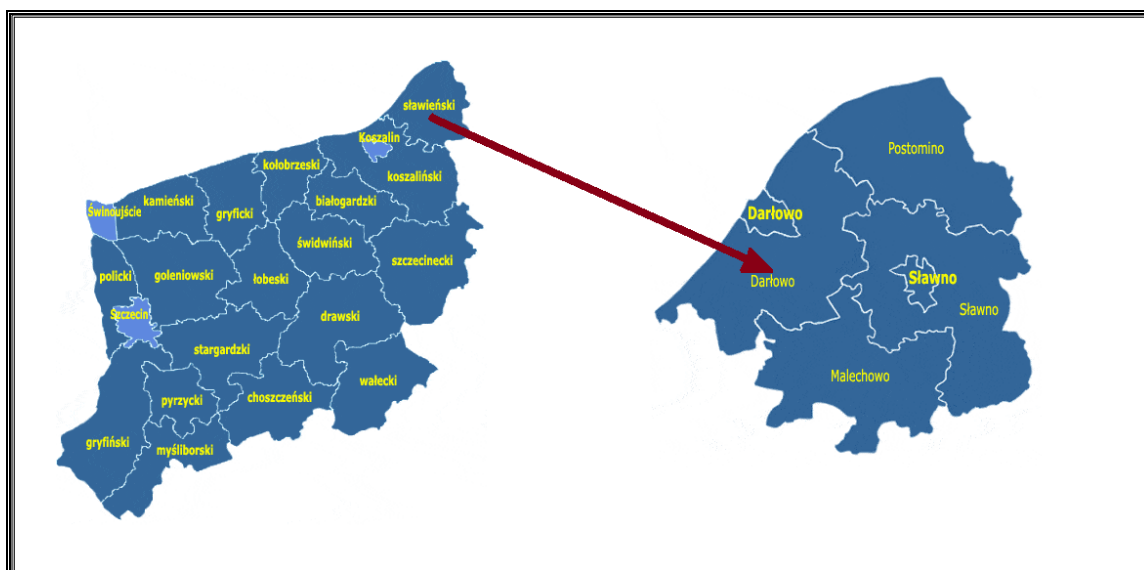 sławieński
Koszalin
kołobrzeski
koszaliński
kamieński
gryficki
białogardzki
Świnoujście
świdwiński
szczecinecki
policki
goleniowski
łobeski
Szczecin
drawski
stargardzki
wałecki
pyrzycki
choszczeński
gryfiński
myśliborski
Postomino
Darłowo
Darłowo
Sławno
Sławno
Malechowo